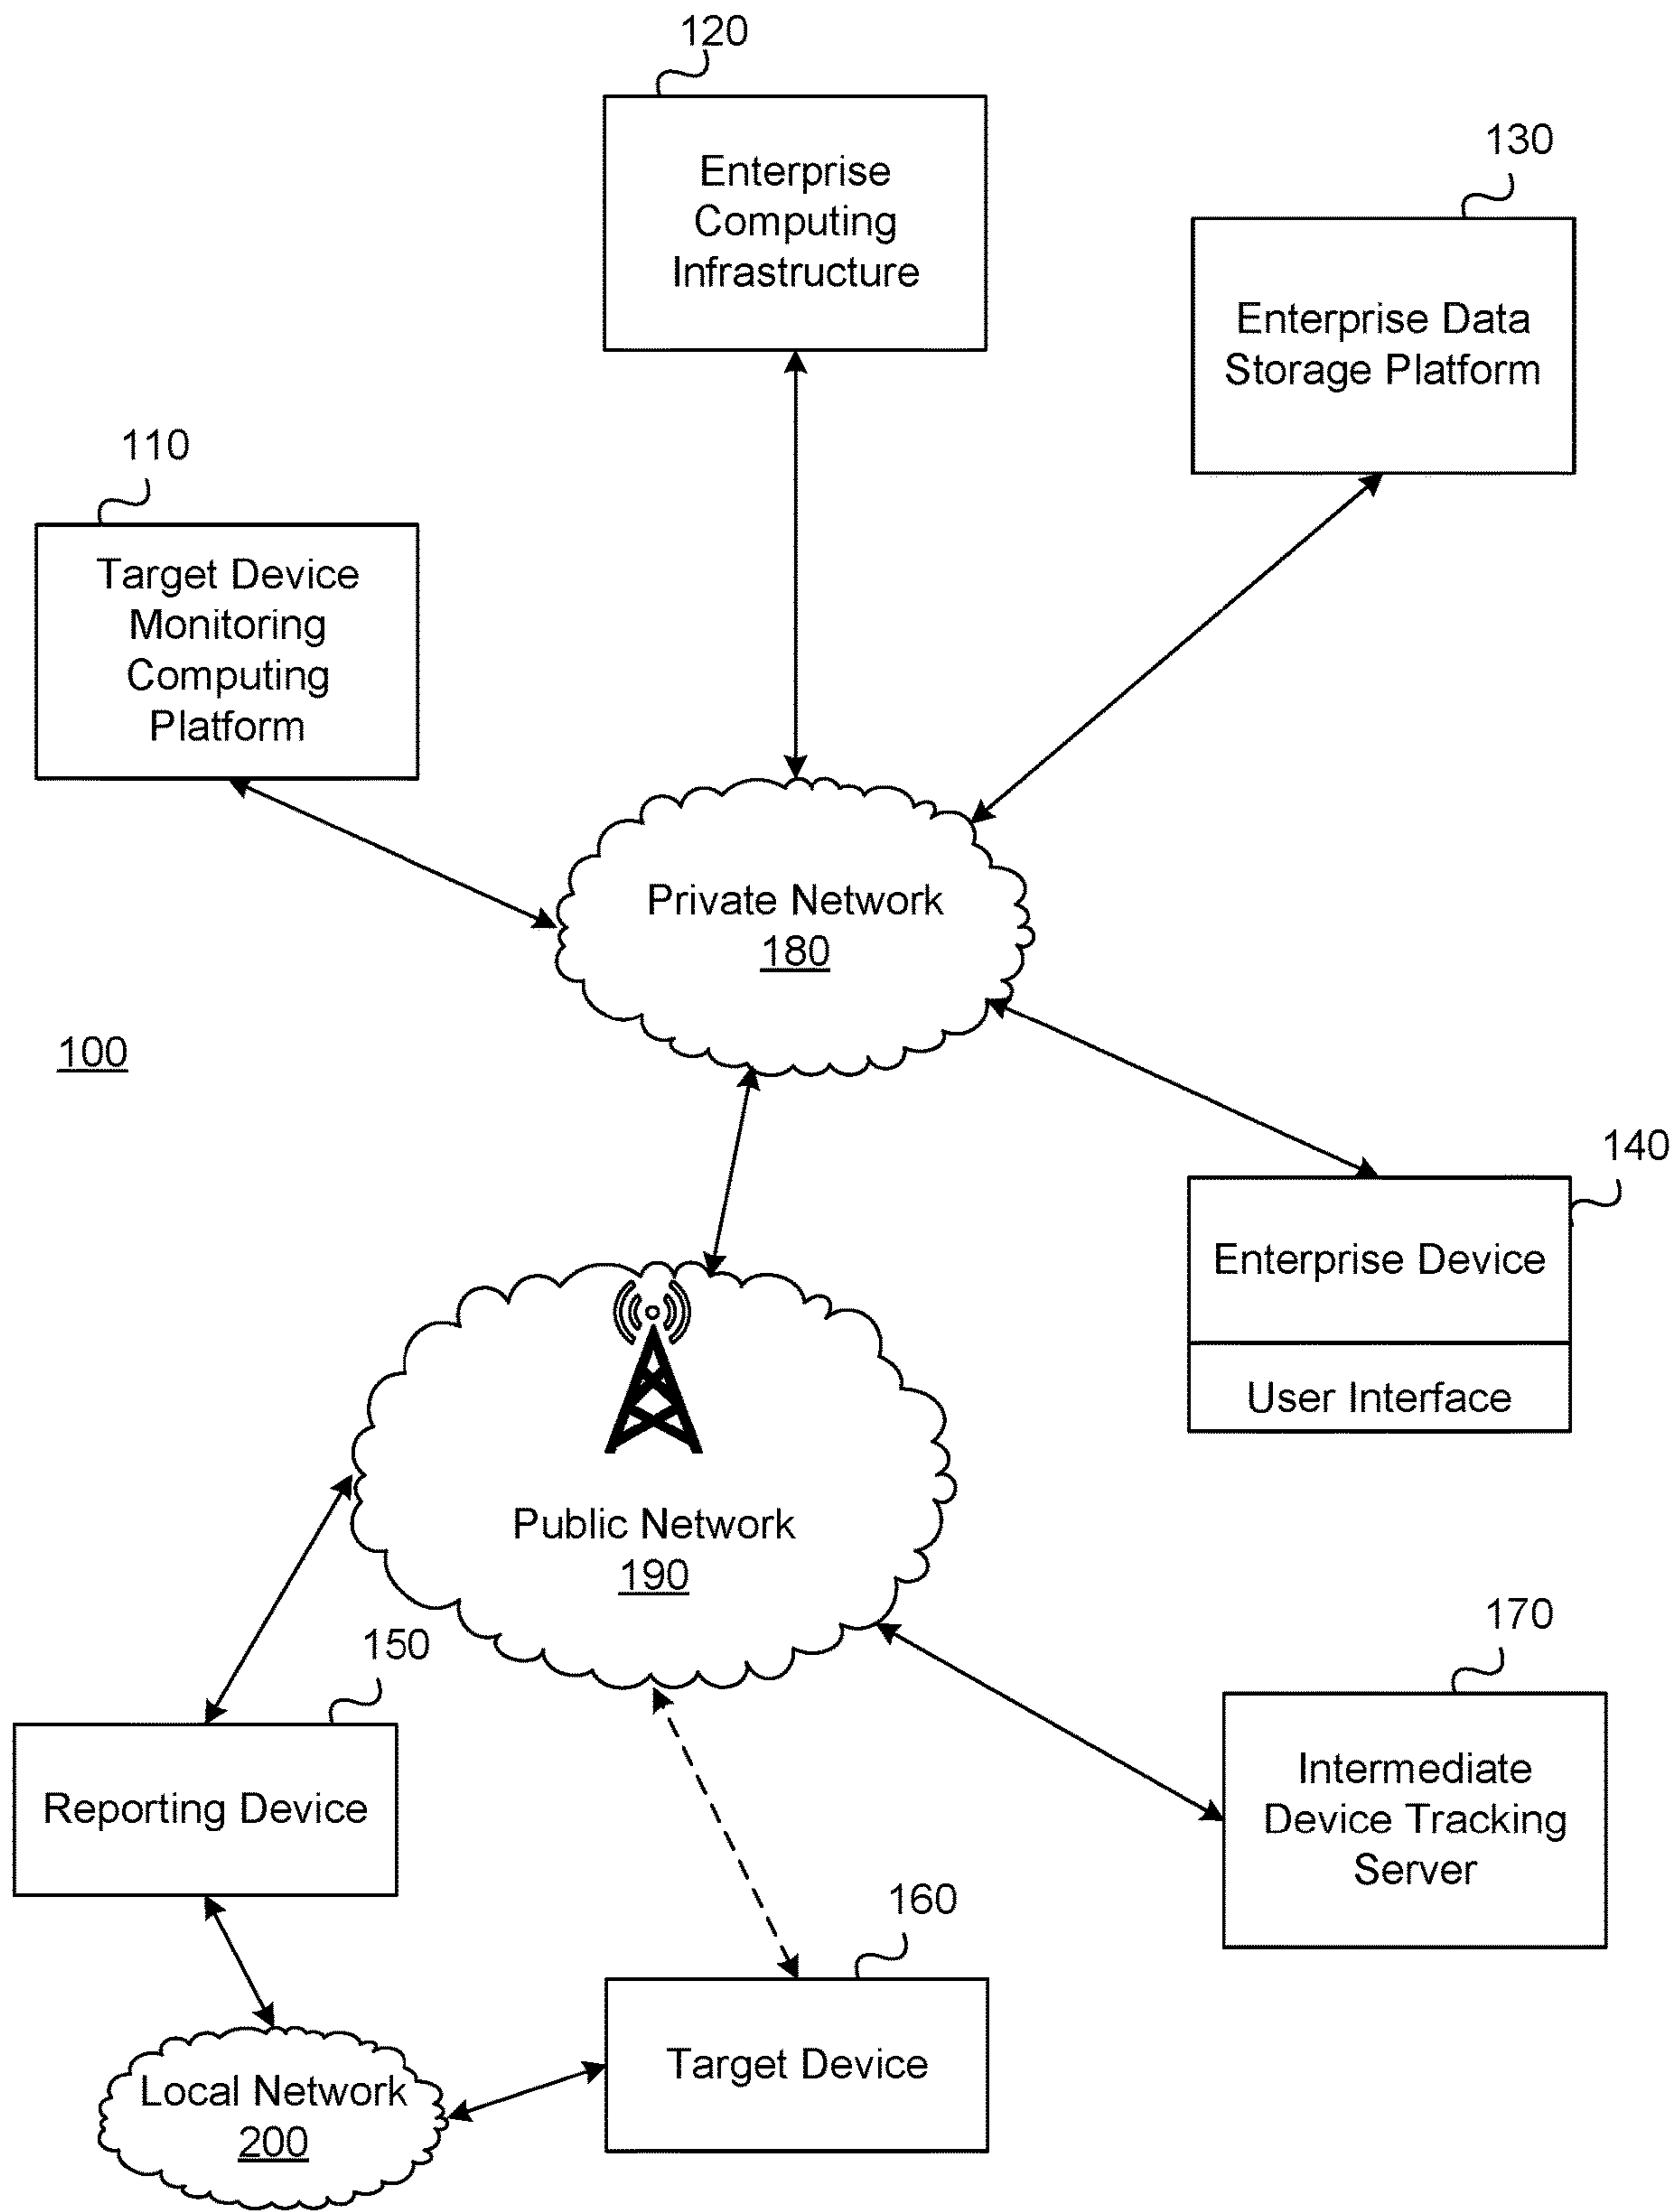 120
Enterprise
Computing
Infrastructure
130
Enterprise Data
Storage Platform
110
Target Device
Monitoring
Computing
Platform
Private Network
180
100
140
Enterprise Device
User Interface
Public Network
190
150
Reporting Device
170
Intermediate
Device Tracking
Server
160
Target Device
Local Network
200